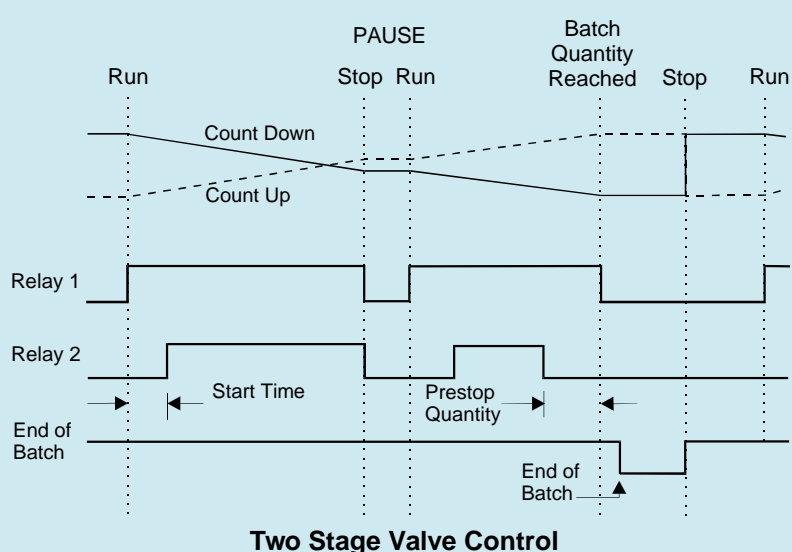 PAUSE
Batch
Quantity
Reached
Run
Stop
Run
Stop
Run
Count Down
Count Up
Relay 1
Relay 2
Start Time
Prestop
Quantity
End of
Batch
End of
Batch
Two Stage Valve Control